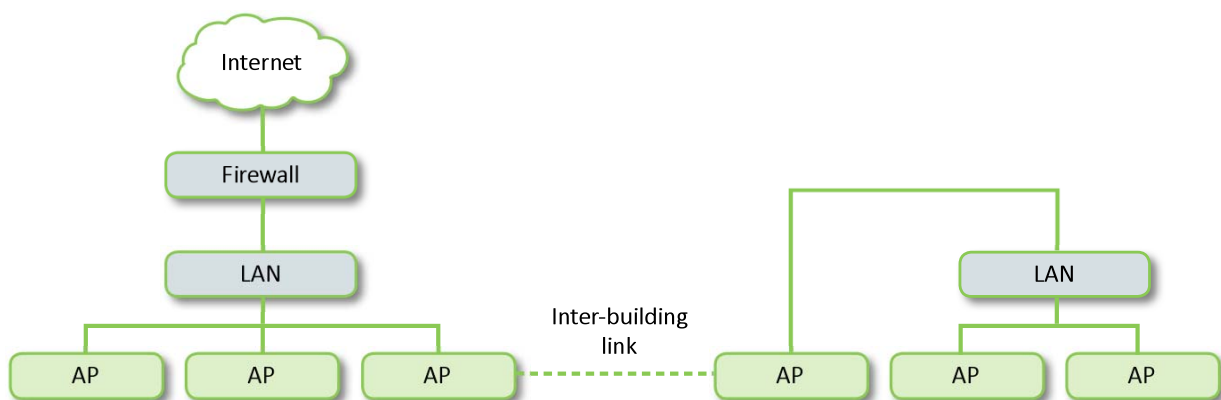 Internet
Firewall
LAN
LAN
Inter-building
link
AP
AP
AP
AP
AP
AP